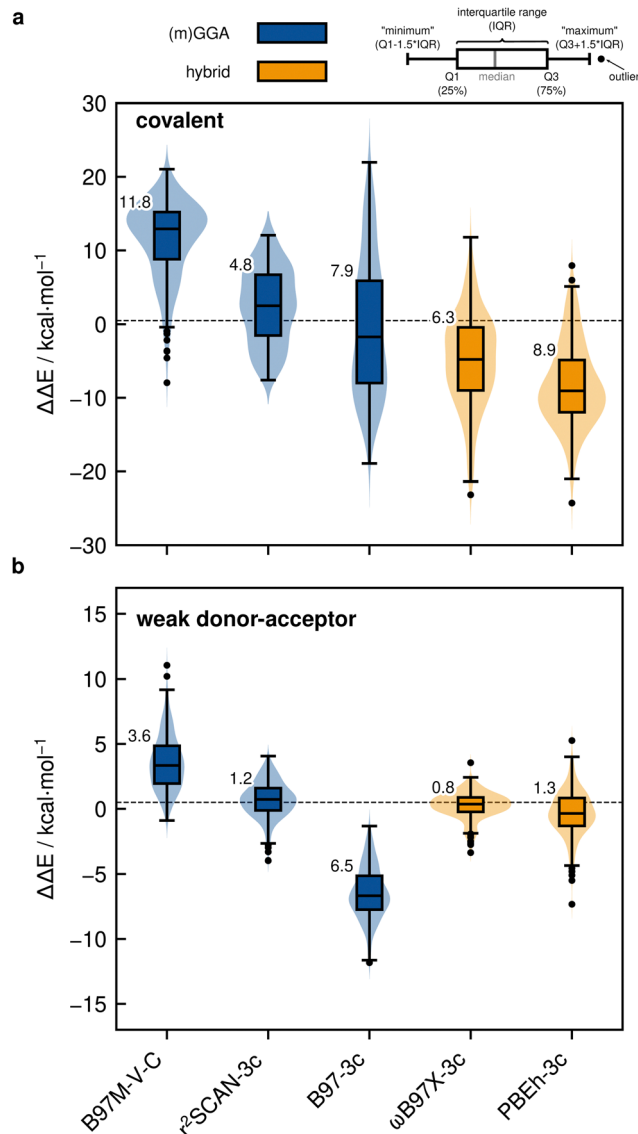 a
(m)GGA
hybrid
"minimum"
(Q1-1.5*IQR)
interquartile range
(IQR)
"maximum"
(Q3+1.5*IQR)
Q1
(25%)
median
Q3
(75%)
outlier
covalent
30
20
10
0
−10
−20
−30
ΔΔE / kcal·mol⁻¹
11.8
4.8
7.9
6.3
8.9
b
weak donor-acceptor
15
10
5
0
−5
−10
−15
ΔΔE / kcal·mol⁻¹
3.6
1.2
6.5
0.8
1.3
B97M-V-C
r²SCAN-3c
B97-3c
ωB97X-3c
PBEh-3c